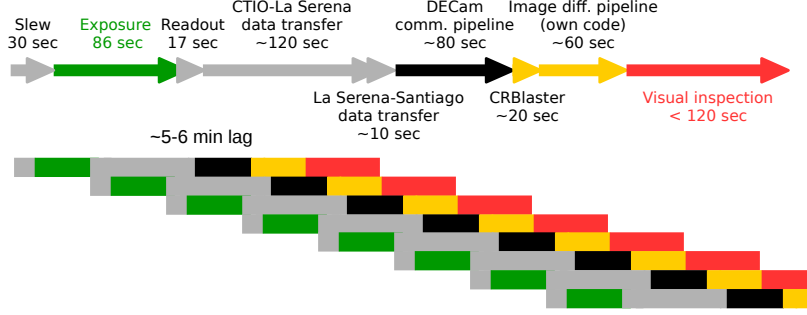 Slew
30 sec
Exposure
86 sec
Readout
17 sec
CTIO-La Serena
data transfer
~120 sec
DECam
comm. pipeline
~80 sec
Image diff. pipeline
(own code)
~60 sec
La Serena-Santiago
data transfer
~10 sec
CRBlaster
~20 sec
Visual inspection
< 120 sec
~5-6 min lag